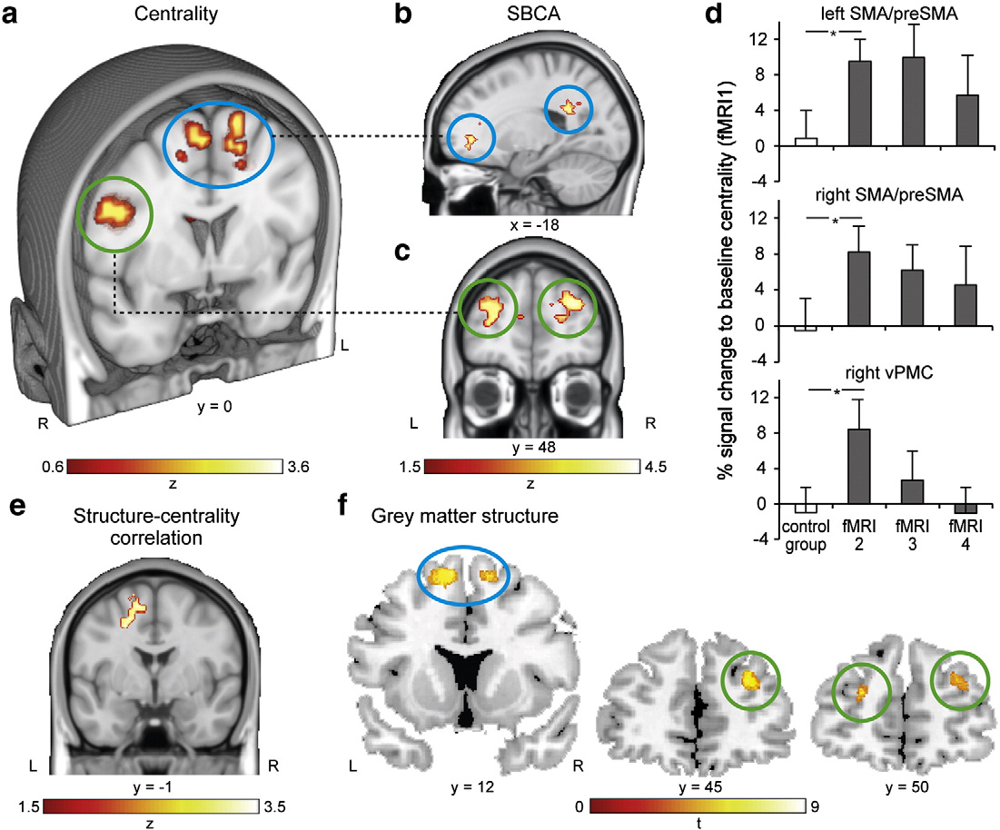 a
Centrality
R
L
y = 0
0.6
3.6
z
b
SBCA
x = -18
c
L
R
y = 48
1.5
4.5
z
d
% signal change to baseline centrality (fMRI1)
left SMA/preSMA
12
8
4
0
-4
*
right SMA/preSMA
12
8
4
0
-4
*
right vPMC
12
8
4
0
-4
*
control
group
fMRI
2
fMRI
3
fMRI
4
e
Structure-centrality
correlation
L
R
y = -1
1.5
3.5
z
f
Grey matter structure
L
R
y = 12
y = 45
y = 50
0
9
t